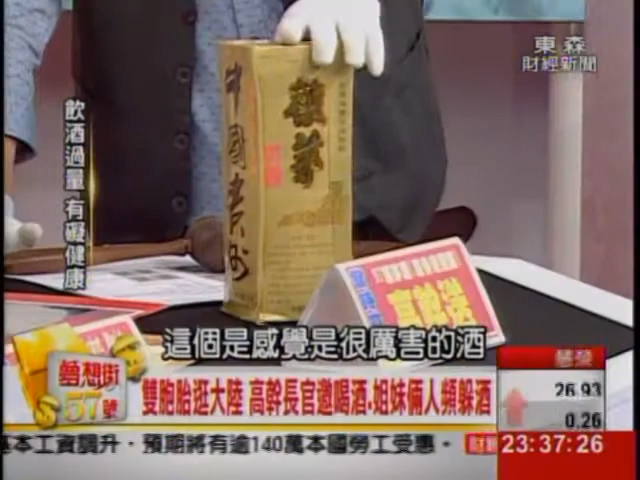 東森
財經新聞
飲酒過量 有礙健康
中國貴州
這個是感覺是很厲害的酒
夢想街
57號
雙胞胎逛大陸 高幹長官邀喝酒.姐妹倆人頻躲酒
26.93
0.26
基本工資調升,預期將有逾140萬本國勞工受惠。
財經
23:37:26